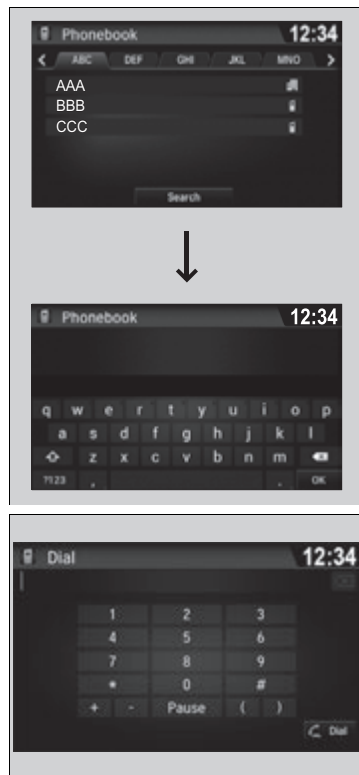 Phonebook 12:34
ABC DEF GHI JKL MNO
AAA
BBB
CCC
Search
Phonebook 12:34
q w e r t y u i o p
a s d f g h j k l
z x c v b n m
?123 , . OK
Dial 12:34
1 2 3
4 5 6
7 8 9
* 0 #
+ - Pause ( )
Dial